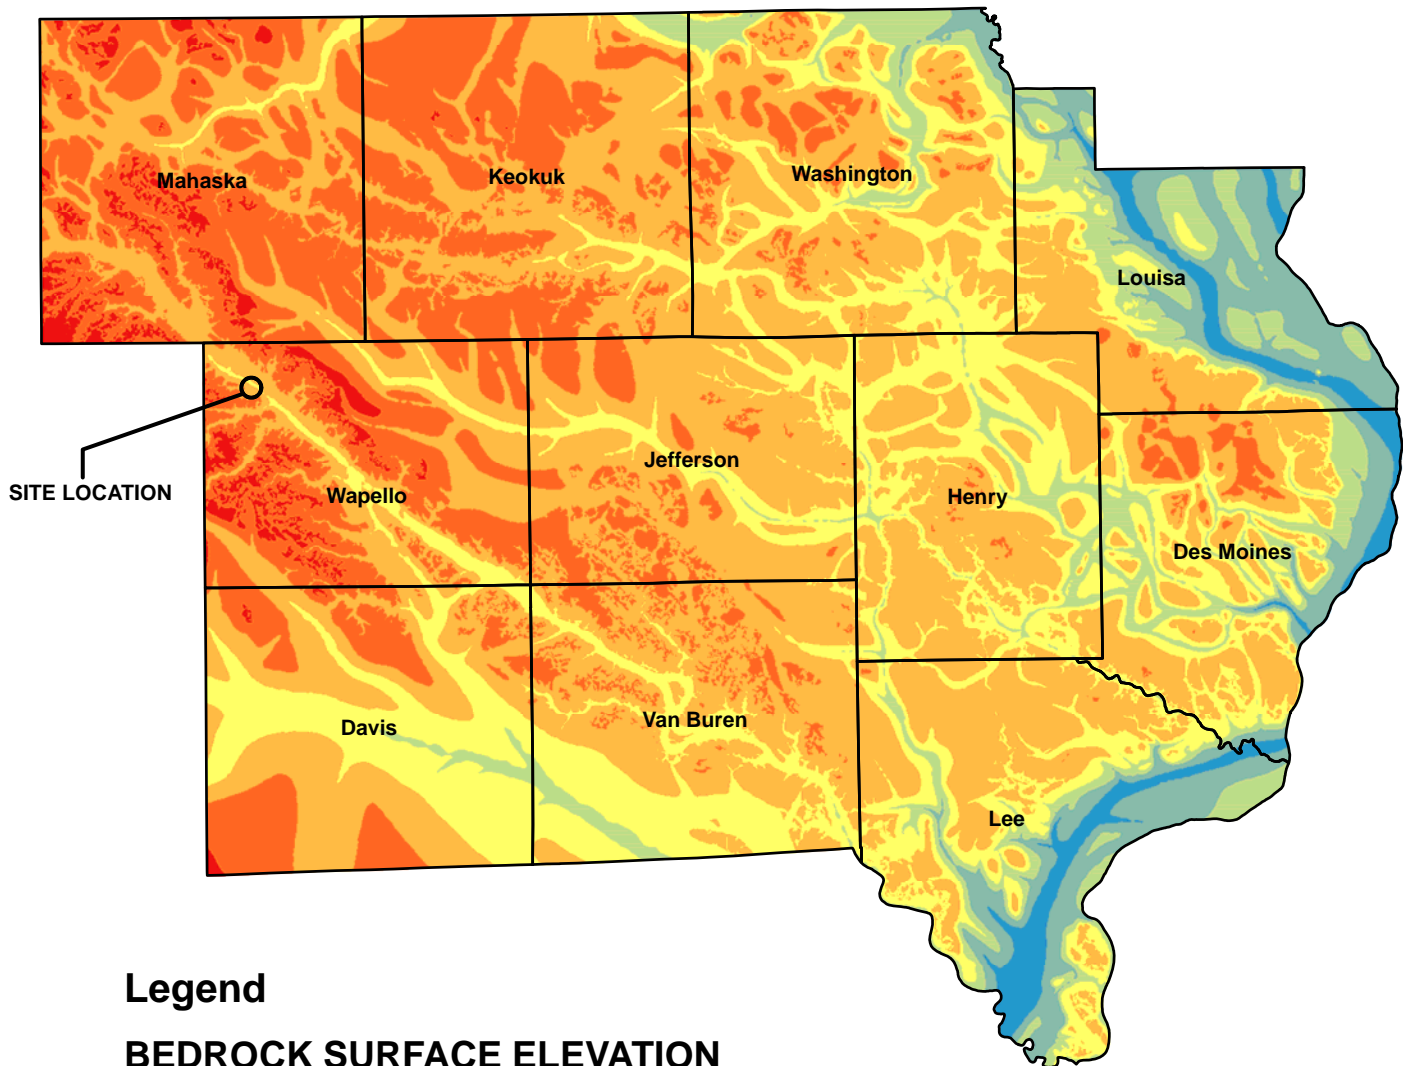 Mahaska
Keokuk
Washington
Louisa
SITE LOCATION
Wapello
Jefferson
Henry
Des Moines
Davis
Van Buren
Lee
Legend
BEDROCK SURFACE ELEVATION